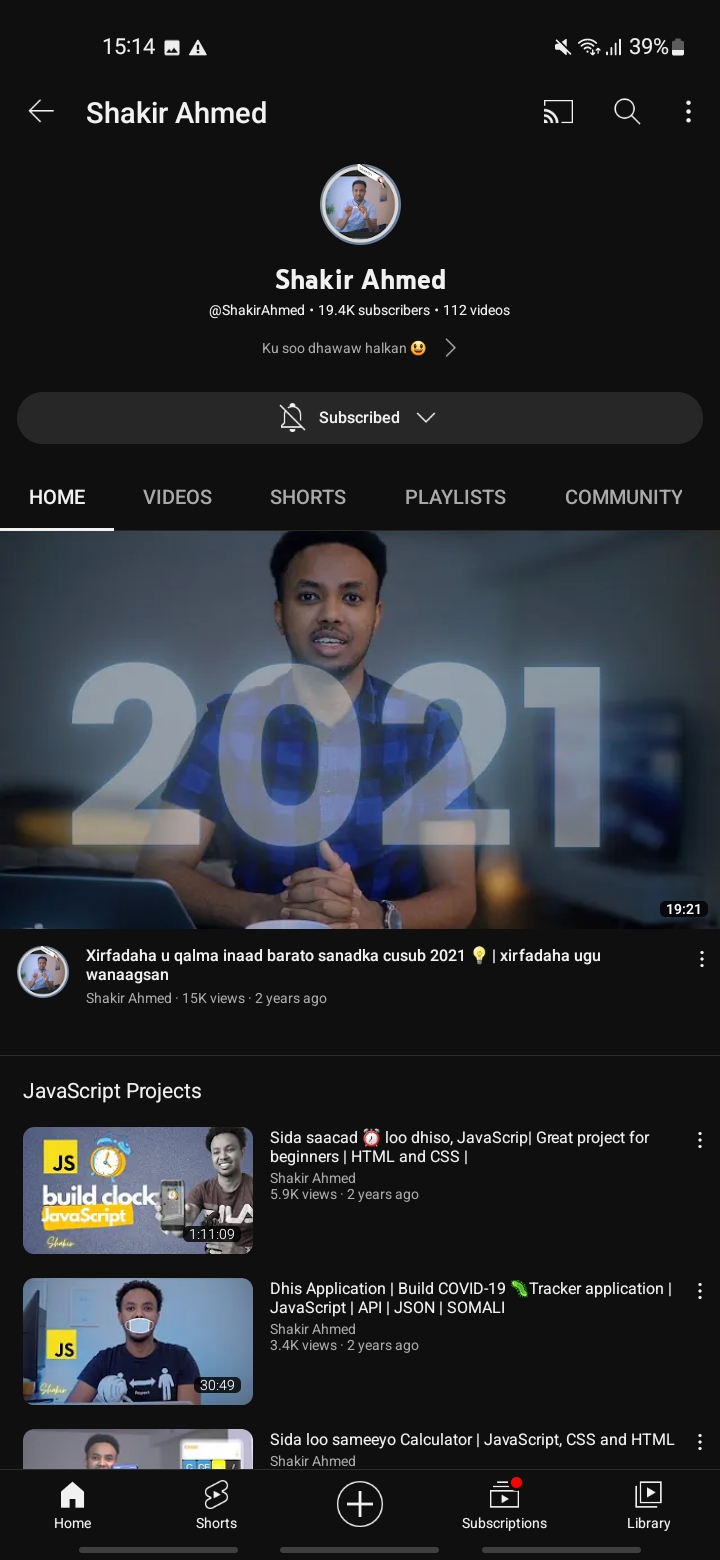 15:14 39%
Shakir Ahmed
Shakir Ahmed
@ShakirAhmed • 19.4K subscribers • 112 videos
Ku soo dhawaw halkan 😃
Subscribed
HOME VIDEOS SHORTS PLAYLISTS COMMUNITY
2021
19:21
Xirfadaha u qalma inaad barato sanadka cusub 2021 💡 | xirfadaha ugu
wanaagsan
Shakir Ahmed · 15K views · 2 years ago
JavaScript Projects
JS
build clock
JavaScript
Shakir
1:11:09
Sida saacad ⏰ loo dhiso, JavaScrip| Great project for
beginners | HTML and CSS |
Shakir Ahmed
5.9K views · 2 years ago
JS
Shakir
30:49
Dhis Application | Build COVID-19 🦠Tracker application |
JavaScript | API | JSON | SOMALI
Shakir Ahmed
3.4K views · 2 years ago
Sida loo sameeyo Calculator | JavaScript, CSS and HTML
Shakir Ahmed
Home Shorts Subscriptions Library